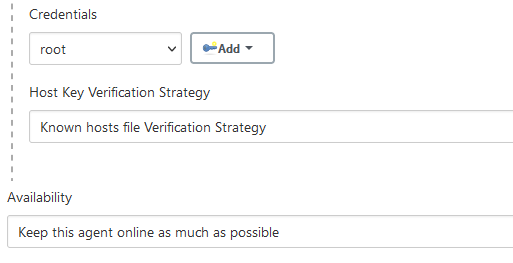 Credentials
root
Add
Host Key Verification Strategy
Known hosts file Verification Strategy
Availability
Keep this agent online as much as possible